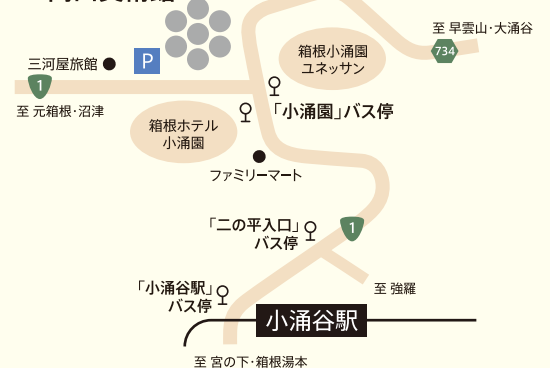 至 早雲山・大涌谷
734
三河屋旅館
P
箱根小涌園
ユネッサン
1
至 元箱根・沼津
「小涌園」バス停
箱根ホテル
小涌園
ファミリーマート
「二の平入口」
バス停
1
「小涌谷駅」
バス停
至 強羅
小涌谷駅
至 宮の下・箱根湯本